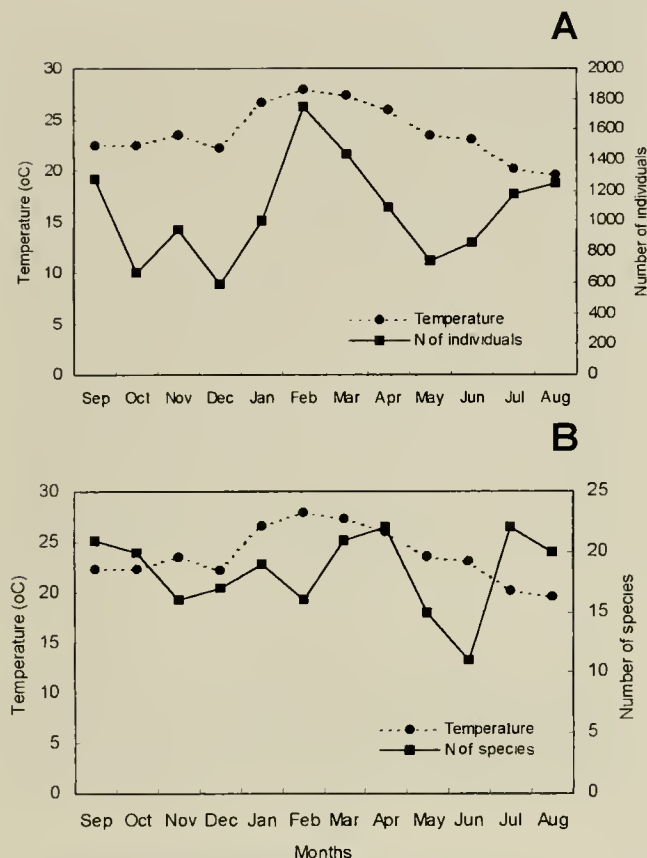 A
30
25
20
15
10
5
0
Temperature (oC)
2000
1800
1600
1400
1200
1000
800
600
400
200
0
Number of individuals
Temperature
N of individuals
Sep Oct Nov Dec Jan Feb Mar Apr May Jun Jul Aug
B
30
25
20
15
10
5
0
Temperature (oC)
25
20
15
10
5
0
Number of species
Temperature
N of species
Sep Oct Nov Dec Jan Feb Mar Apr May Jun Jul Aug
Months